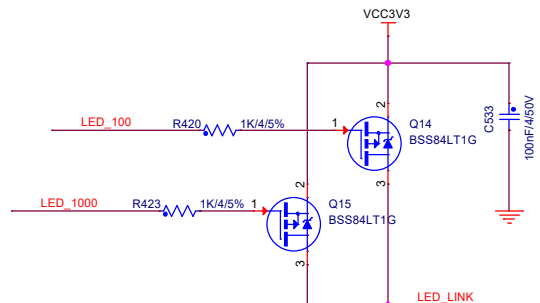 VCC3V3
LED_100
R420
1K/4/5%
1
2
Q14
BSS84LT1G
3
C533
100nF/4/50V
LED_1000
R423
1K/4/5%
1
2
Q15
BSS84LT1G
3
LED_LINK